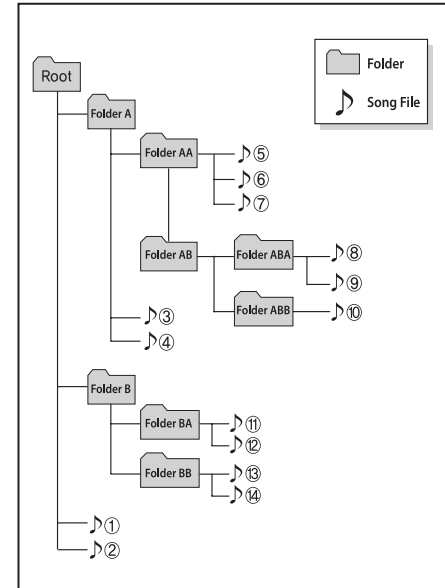 Root
Folder
Song File
Folder A
Folder AA
⑤
⑥
⑦
Folder AB
Folder ABA
⑧
⑨
Folder ABB
⑩
③
④
Folder B
Folder BA
⑪
⑫
Folder BB
⑬
⑭
①
②